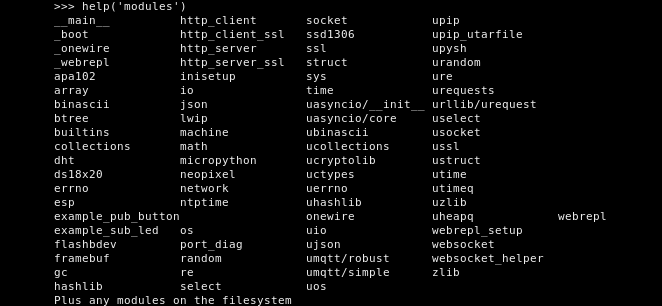 >>> help('modules')
__main__ http_client socket upip
_boot http_client_ssl ssd1306 upip_utarfile
_onewire http_server ssl upysh
_webrepl http_server_ssl struct urandom
apa102 inisetup sys ure
array io time urequests
binascii json uasyncio/__init__ urllib/urequest
btree lwip uasyncio/core uselect
builtins machine ubinascii usocket
collections math ucollections ussl
dht micropython ucryptolib ustruct
ds18x20 neopixel uctypes utime
errno network uerrno utimeq
esp ntptime uhashlib uzlib
example_pub_button onewire uheapq webrepl
example_sub_led os uio webrepl_setup
flashbdev port_diag ujson websocket
framebuf random umqtt/robust websocket_helper
gc re umqtt/simple zlib
hashlib select uos
Plus any modules on the filesystem